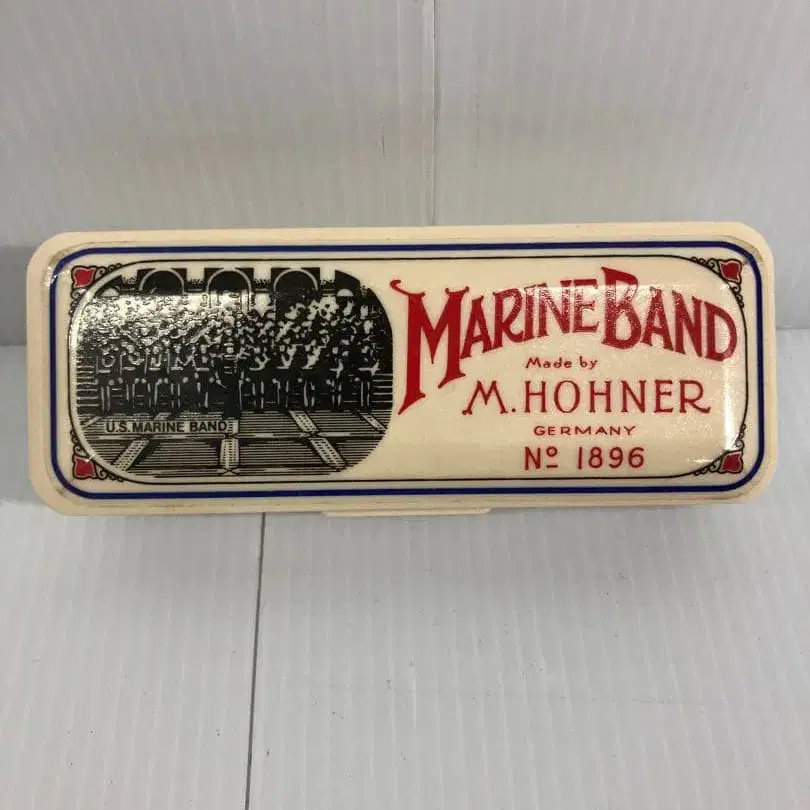 U.S. MARINE BAND
MARINE BAND
Made by
M. HOHNER
GERMANY
Nº 1896